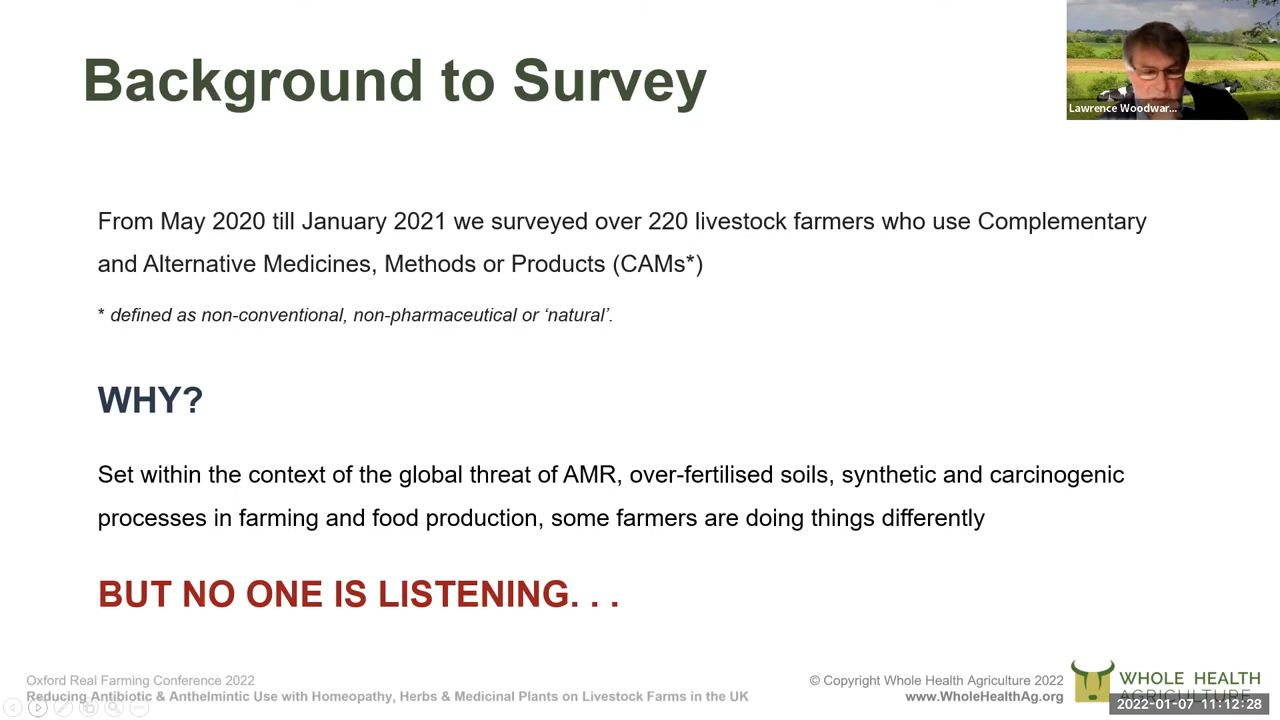 Background to Survey
Lawrence Woodwar...
From May 2020 till January 2021 we surveyed over 220 livestock farmers who use Complementary
and Alternative Medicines, Methods or Products (CAMs*)
* defined as non-conventional, non-pharmaceutical or ‘natural’.
WHY?
Set within the context of the global threat of AMR, over-fertilised soils, synthetic and carcinogenic
processes in farming and food production, some farmers are doing things differently
BUT NO ONE IS LISTENING. . .
Oxford Real Farming Conference 2022
Reducing Antibiotic & Anthelmintic Use with Homeopathy, Herbs & Medicinal Plants on Livestock Farms in the UK
© Copyright Whole Health Agriculture 2022
www.WholeHealthAg.org
WHOLE HEALTH
AGRICULTURE
2022-01-07 11:12:28